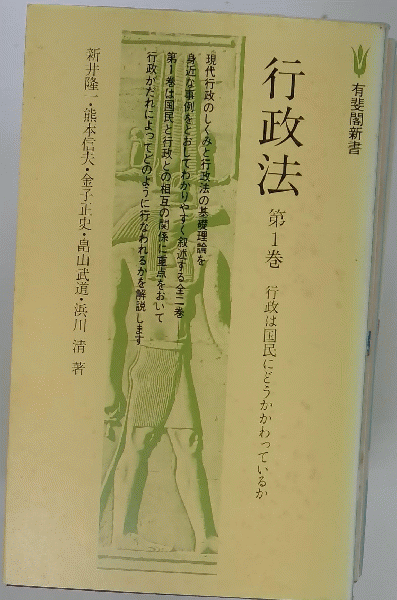 有斐閣新書
行政法 第1巻 行政は国民にどうかかわっているか
現代行政のしくみと行政法の基礎理論を
身近な事例をとおしてわかりやすく叙述する全二巻
第1巻は国民と行政との相互の関係に重点をおいて
行政がだれによってどのように行なわれるかを解説します
新井隆一・熊本信夫・金子正史・畠山武道・浜川 清 著